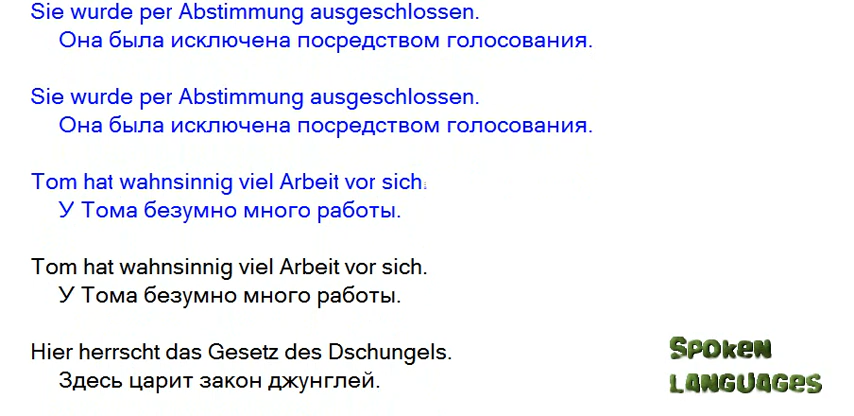 Sie wurde per Abstimmung ausgeschlossen.
Она была исключена посредством голосования.
Sie wurde per Abstimmung ausgeschlossen.
Она была исключена посредством голосования.
Tom hat wahnsinnig viel Arbeit vor sich.
У Тома безумно много работы.
Tom hat wahnsinnig viel Arbeit vor sich.
У Тома безумно много работы.
Hier herrscht das Gesetz des Dschungels.
Здесь царит закон джунглей.
Spoken
Languages